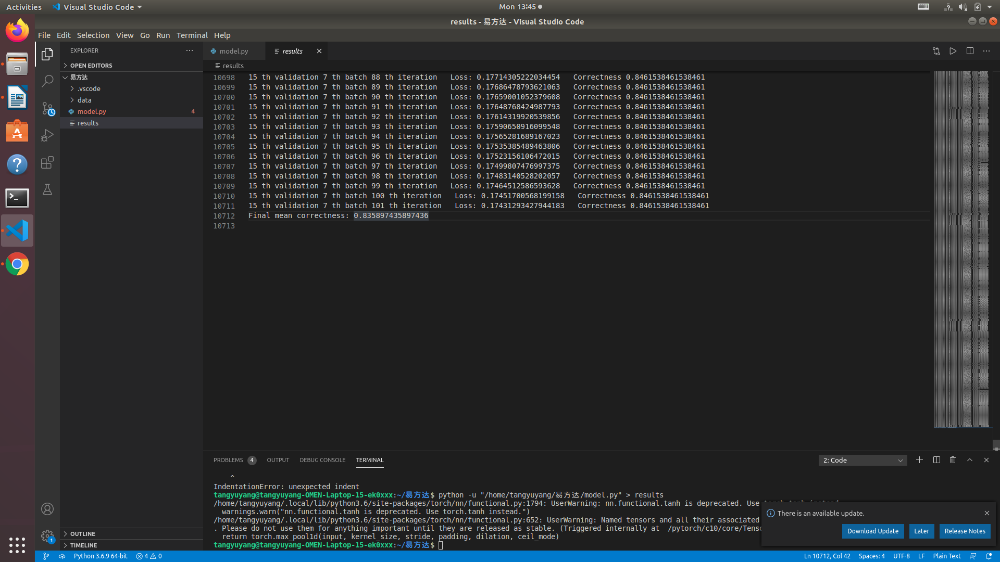 Activities
Visual Studio Code
Mon 13:45
results - 易方达 - Visual Studio Code
File Edit Selection View Go Run Terminal Help
EXPLORER
OPEN EDITORS
易方达
.vscode
data
model.py 4
results
OUTLINE
TIMELINE
1
model.py
results
results
10698 15 th validation 7 th batch 88 th iteration Loss: 0.17714305222034454 Correctness 0.8461538461538461
10699 15 th validation 7 th batch 89 th iteration Loss: 0.17686478793621063 Correctness 0.8461538461538461
10700 15 th validation 7 th batch 90 th iteration Loss: 0.17659001052379608 Correctness 0.8461538461538461
10701 15 th validation 7 th batch 91 th iteration Loss: 0.17648768424987793 Correctness 0.8461538461538461
10702 15 th validation 7 th batch 92 th iteration Loss: 0.17614319920539856 Correctness 0.8461538461538461
10703 15 th validation 7 th batch 93 th iteration Loss: 0.17590650916099548 Correctness 0.8461538461538461
10704 15 th validation 7 th batch 94 th iteration Loss: 0.17565281689167023 Correctness 0.8461538461538461
10705 15 th validation 7 th batch 95 th iteration Loss: 0.17535385489463806 Correctness 0.8461538461538461
10706 15 th validation 7 th batch 96 th iteration Loss: 0.17523156106472015 Correctness 0.8461538461538461
10707 15 th validation 7 th batch 97 th iteration Loss: 0.17499807476997375 Correctness 0.8461538461538461
10708 15 th validation 7 th batch 98 th iteration Loss: 0.17483140528202057 Correctness 0.8461538461538461
10709 15 th validation 7 th batch 99 th iteration Loss: 0.17464512586593628 Correctness 0.8461538461538461
10710 15 th validation 7 th batch 100 th iteration Loss: 0.17451700568199158 Correctness 0.8461538461538461
10711 15 th validation 7 th batch 101 th iteration Loss: 0.17431293427944183 Correctness 0.8461538461538461
10712 Final mean correctness: 0.835897435897436
10713
PROBLEMS 4 OUTPUT DEBUG CONSOLE TERMINAL
2: Code
^
IndentationError: unexpected indent
tangyuyang@tangyuyang-OMEN-Laptop-15-ek0xxx:~/易方达$ python -u "/home/tangyuyang/易方达/model.py" > results
/home/tangyuyang/.local/lib/python3.6/site-packages/torch/nn/functional.py:1794: UserWarning: nn.functional.tanh is deprecated. Use torch.tanh instead.
warnings.warn("nn.functional.tanh is deprecated. Use torch.tanh instead.")
/home/tangyuyang/.local/lib/python3.6/site-packages/torch/nn/functional.py:652: UserWarning: Named tensors and all their associated
. Please do not use them for anything important until they are released as stable. (Triggered internally at /pytorch/c10/core/Tenso
return torch.max_pool1d(input, kernel_size, stride, padding, dilation, ceil_mode)
tangyuyang@tangyuyang-OMEN-Laptop-15-ek0xxx:~/易方达$
There is an available update.
Download Update
Later
Release Notes
Python 3.6.9 64-bit
4
0
Ln 10712, Col 42
Spaces: 4
UTF-8
LF
Plain Text